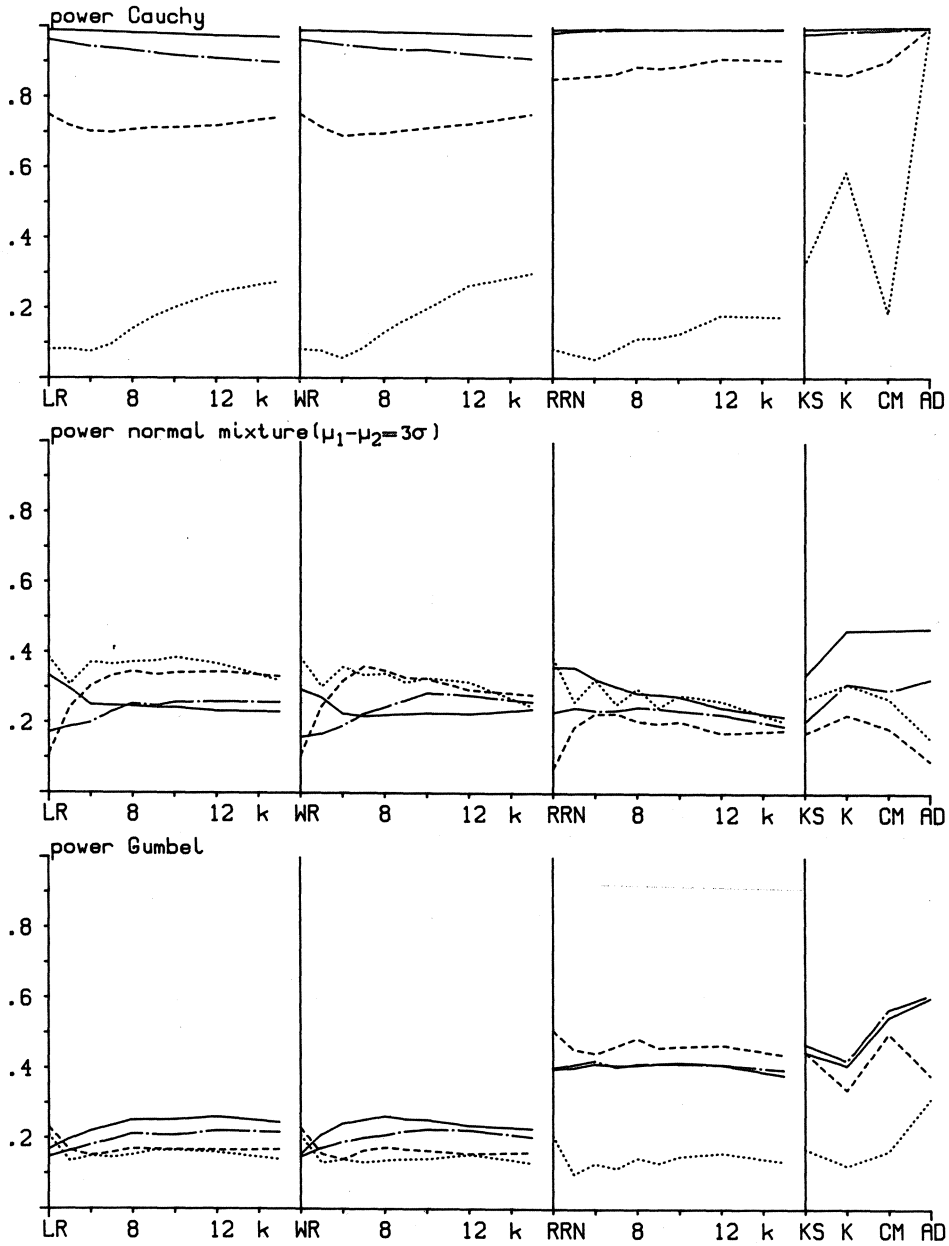 power Cauchy
.8
.6
.4
.2
LR 8 12 k WR 8 12 k RRN 8 12 k KS K CM AD
power normal mixture(μ₁-μ₂=3σ)
.8
.6
.4
.2
LR 8 12 k WR 8 12 k RRN 8 12 k KS K CM AD
power Gumbel
.8
.6
.4
.2
LR 8 12 k WR 8 12 k RRN 8 12 k KS K CM AD